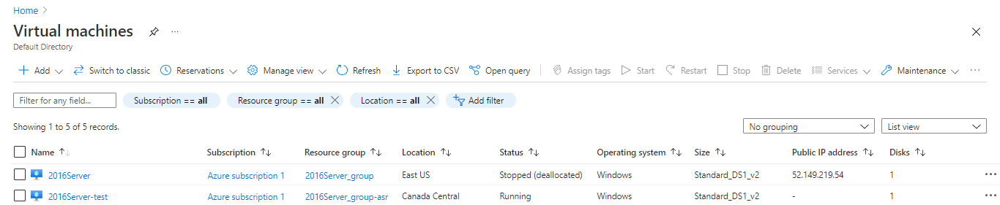 Home
Virtual machines
Default Directory
Add Switch to classic Reservations Manage view Refresh Export to CSV Open query Assign tags Start Restart Stop Delete Services Maintenance
Filter for any field... Subscription == all Resource group == all Location == all Add filter
Showing 1 to 5 of 5 records. No grouping List view
Name Subscription Resource group Location Status Operating system Size Public IP address Disks
2016Server Azure subscription 1 2016Server_group East US Stopped (deallocated) Windows Standard_DS1_v2 52.149.219.54 1
2016Server-test Azure subscription 1 2016Server_group-asr Canada Central Running Windows Standard_DS1_v2 - 1